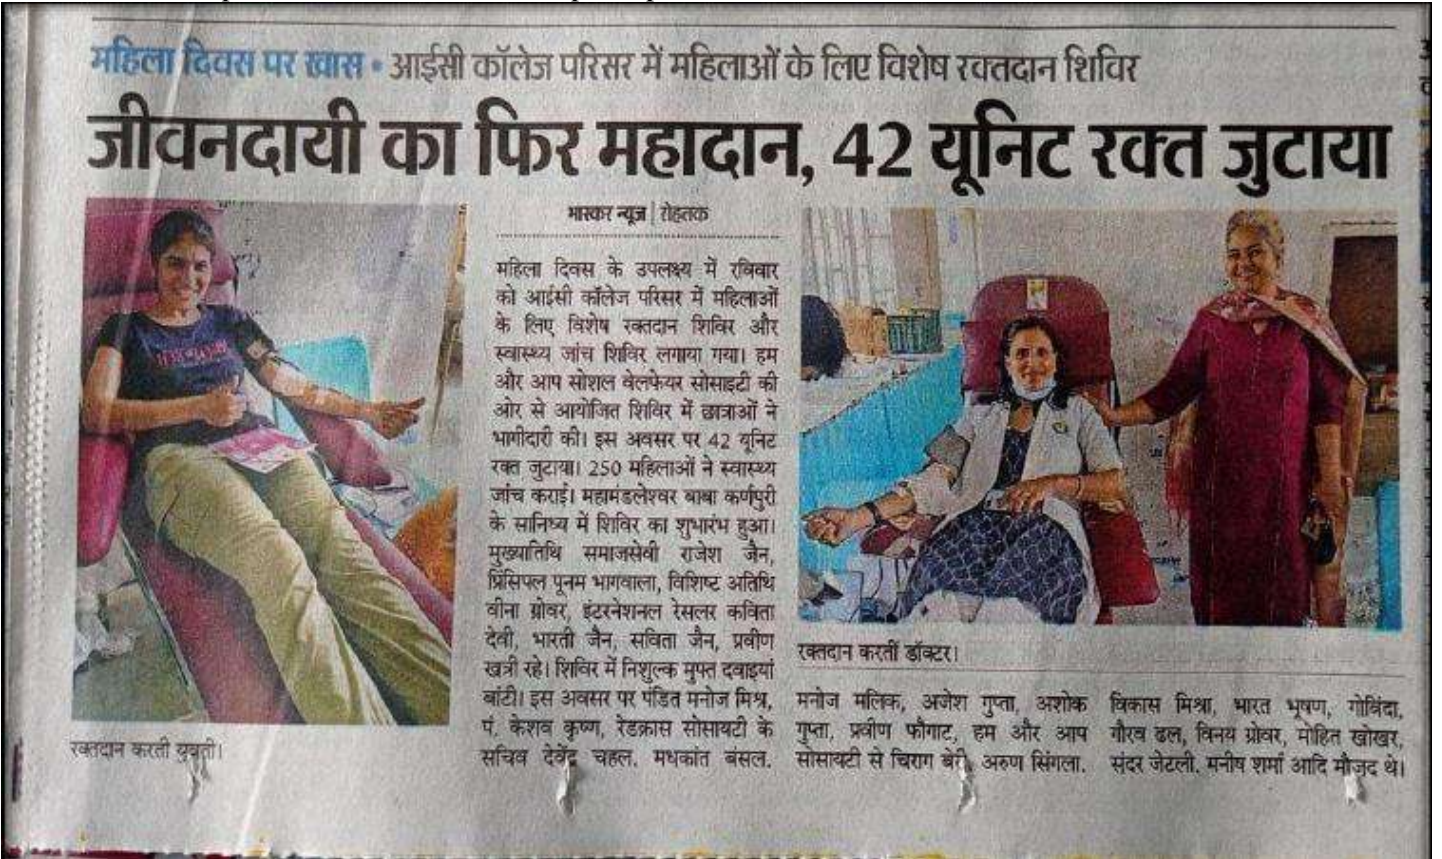 महिला दिवस पर खास • आईसी कॉलेज परिसर में महिलाओं के लिए विशेष रक्तदान शिविर
जीवनदायी का फिर महादान, 42 यूनिट रक्त जुटाया
भास्कर न्यूज | रोहतक
महिला दिवस के उपलक्ष्य में रविवार
को आईसी कॉलेज परिसर में महिलाओं
के लिए विशेष रक्तदान शिविर और
स्वास्थ्य जांच शिविर लगाया गया। हम
और आप सोशल वेलफेयर सोसाइटी की
ओर से आयोजित शिविर में छात्राओं ने
भागीदारी की। इस अवसर पर 42 यूनिट
रक्त जुटाया। 250 महिलाओं ने स्वास्थ्य
जांच कराई। महामंडलेश्वर बाबा कर्णपुरी
के सानिध्य में शिविर का शुभारंभ हुआ।
मुख्यातिथि समाजसेवी राजेश जैन,
प्रिंसिपल पूनम भागवाला, विशिष्ट अतिथि
वीना ग्रोवर, इंटरनेशनल रेसलर कविता
देवी, भारती जैन, सविता जैन, प्रवीण
खत्री रहे। शिविर में निशुल्क मुफ्त दवाइयां
बांटी। इस अवसर पर पंडित मनोज मिश्र,
पं. केशव कृष्ण, रेडक्रास सोसायटी के
सचिव देवेंद्र चहल, मधुकांत बंसल,
मनोज मलिक, अजेश गुप्ता, अशोक
गुप्ता, प्रवीण फौगाट, हम और आप
सोसायटी से चिराग बेरी, अरुण सिंगला,
विकास मिश्रा, भारत भूषण, गोविंदा,
गौरव ढल, विनय ग्रोवर, मोहित खोखर,
सुंदर जेटली, मनीष शर्मा आदि मौजूद थे।
रक्तदान करती युवती।
रक्तदान करतीं डॉक्टर।